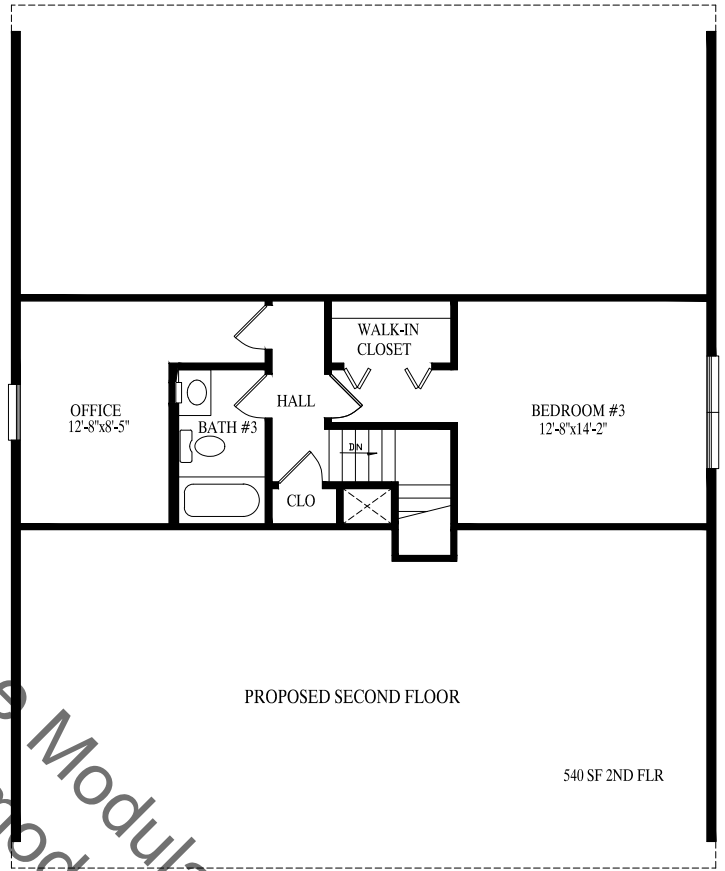 WALK-IN
CLOSET
HALL
OFFICE
12'-8"x8'-5"
BATH #3
BEDROOM #3
12'-8"x14'-2"
DN
CLO
PROPOSED SECOND FLOOR
540 SF 2ND FLR